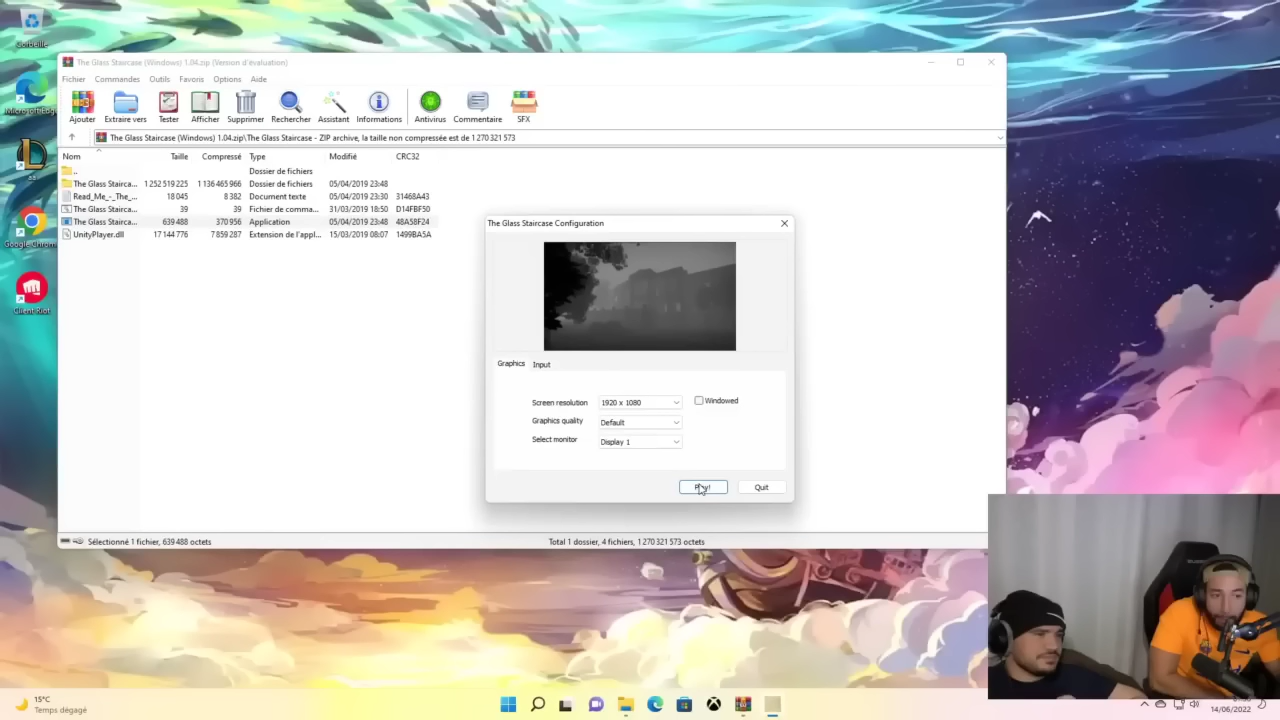 Corbeille
Microsoft Edge
Google Chrom
Client Riot
The Glass Staircase (Windows) 1.04.zip (Version d'évaluation)
Fichier Commandes Outils Favoris Options Aide
Ajouter Extraire vers Tester Afficher Supprimer Rechercher Assistant Informations Antivirus Commentaire SFX
The Glass Staircase (Windows) 1.04.zip\The Glass Staircase - ZIP archive, la taille non compressée est de 1 270 321 573
Nom Taille Compressé Type Modifié CRC32
.. Dossier de fichiers
The Glass Stairca... 1 252 519 225 1 136 465 966 Dossier de fichiers 05/04/2019 23:48
Read_Me_-_The_... 18 045 8 382 Document texte 05/04/2019 23:30 31468A43
The Glass Stairca... 39 39 Fichier de comma... 31/03/2019 18:50 D14FBF50
The Glass Stairca... 639 488 370 956 Application 05/04/2019 23:48 48A58F24
UnityPlayer.dll 17 144 776 7 859 287 Extension de l'appl... 15/03/2019 08:07 1499BA5A
The Glass Staircase Configuration
Graphics Input
Screen resolution 1920 x 1080 Windowed
Graphics quality Default
Select monitor Display 1
Play! Quit
Sélectionné 1 fichier, 639 488 octets Total 1 dossier, 4 fichiers, 1 270 321 573 octets
15°C
Temps dégagé
14/06/2022